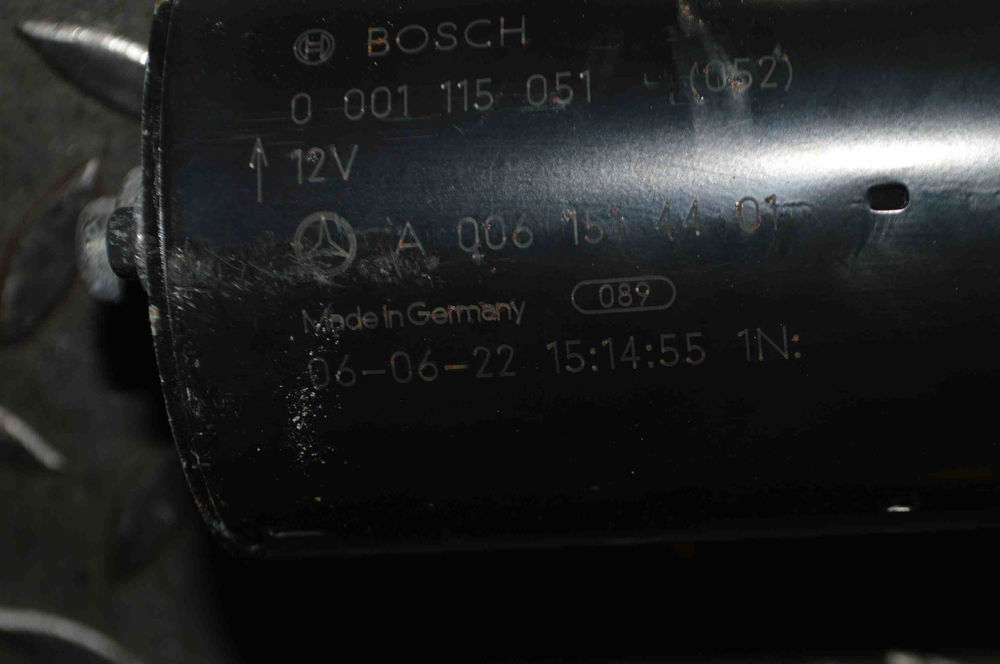 BOSCH
0 001 115 051 (052)
12V
A 006 151 44 01
Made in Germany 089
06-06-22 15:14:55 1N: